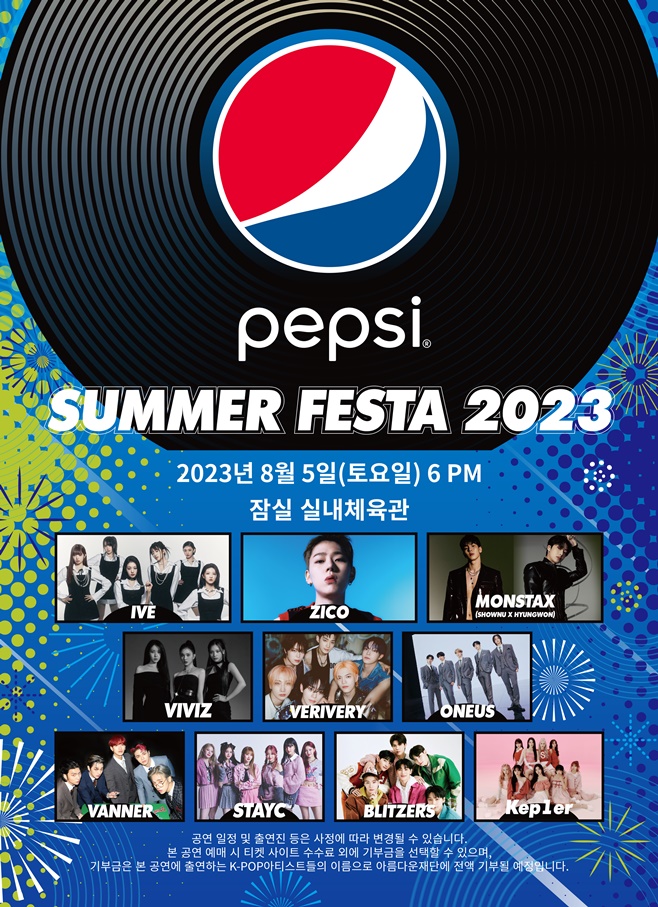 pepsi®
SUMMER FESTA 2023
2023년 8월 5일(토요일) 6 PM
잠실 실내체육관
IVE
ZICO
MONSTAX
(SHOWNU X HYUNGWON)
VIVIZ
VERIVERY
ONEUS
VANNER
STAYC
BLITZERS
Kep1er
공연 일정 및 출연진 등은 사정에 따라 변경될 수 있습니다.
본 공연 예매 시 티켓 사이트 수수료 외에 기부금을 선택할 수 있으며,
기부금은 본 공연에 출연하는 K-POP아티스트들의 이름으로 아름다운재단에 전액 기부될 예정입니다.